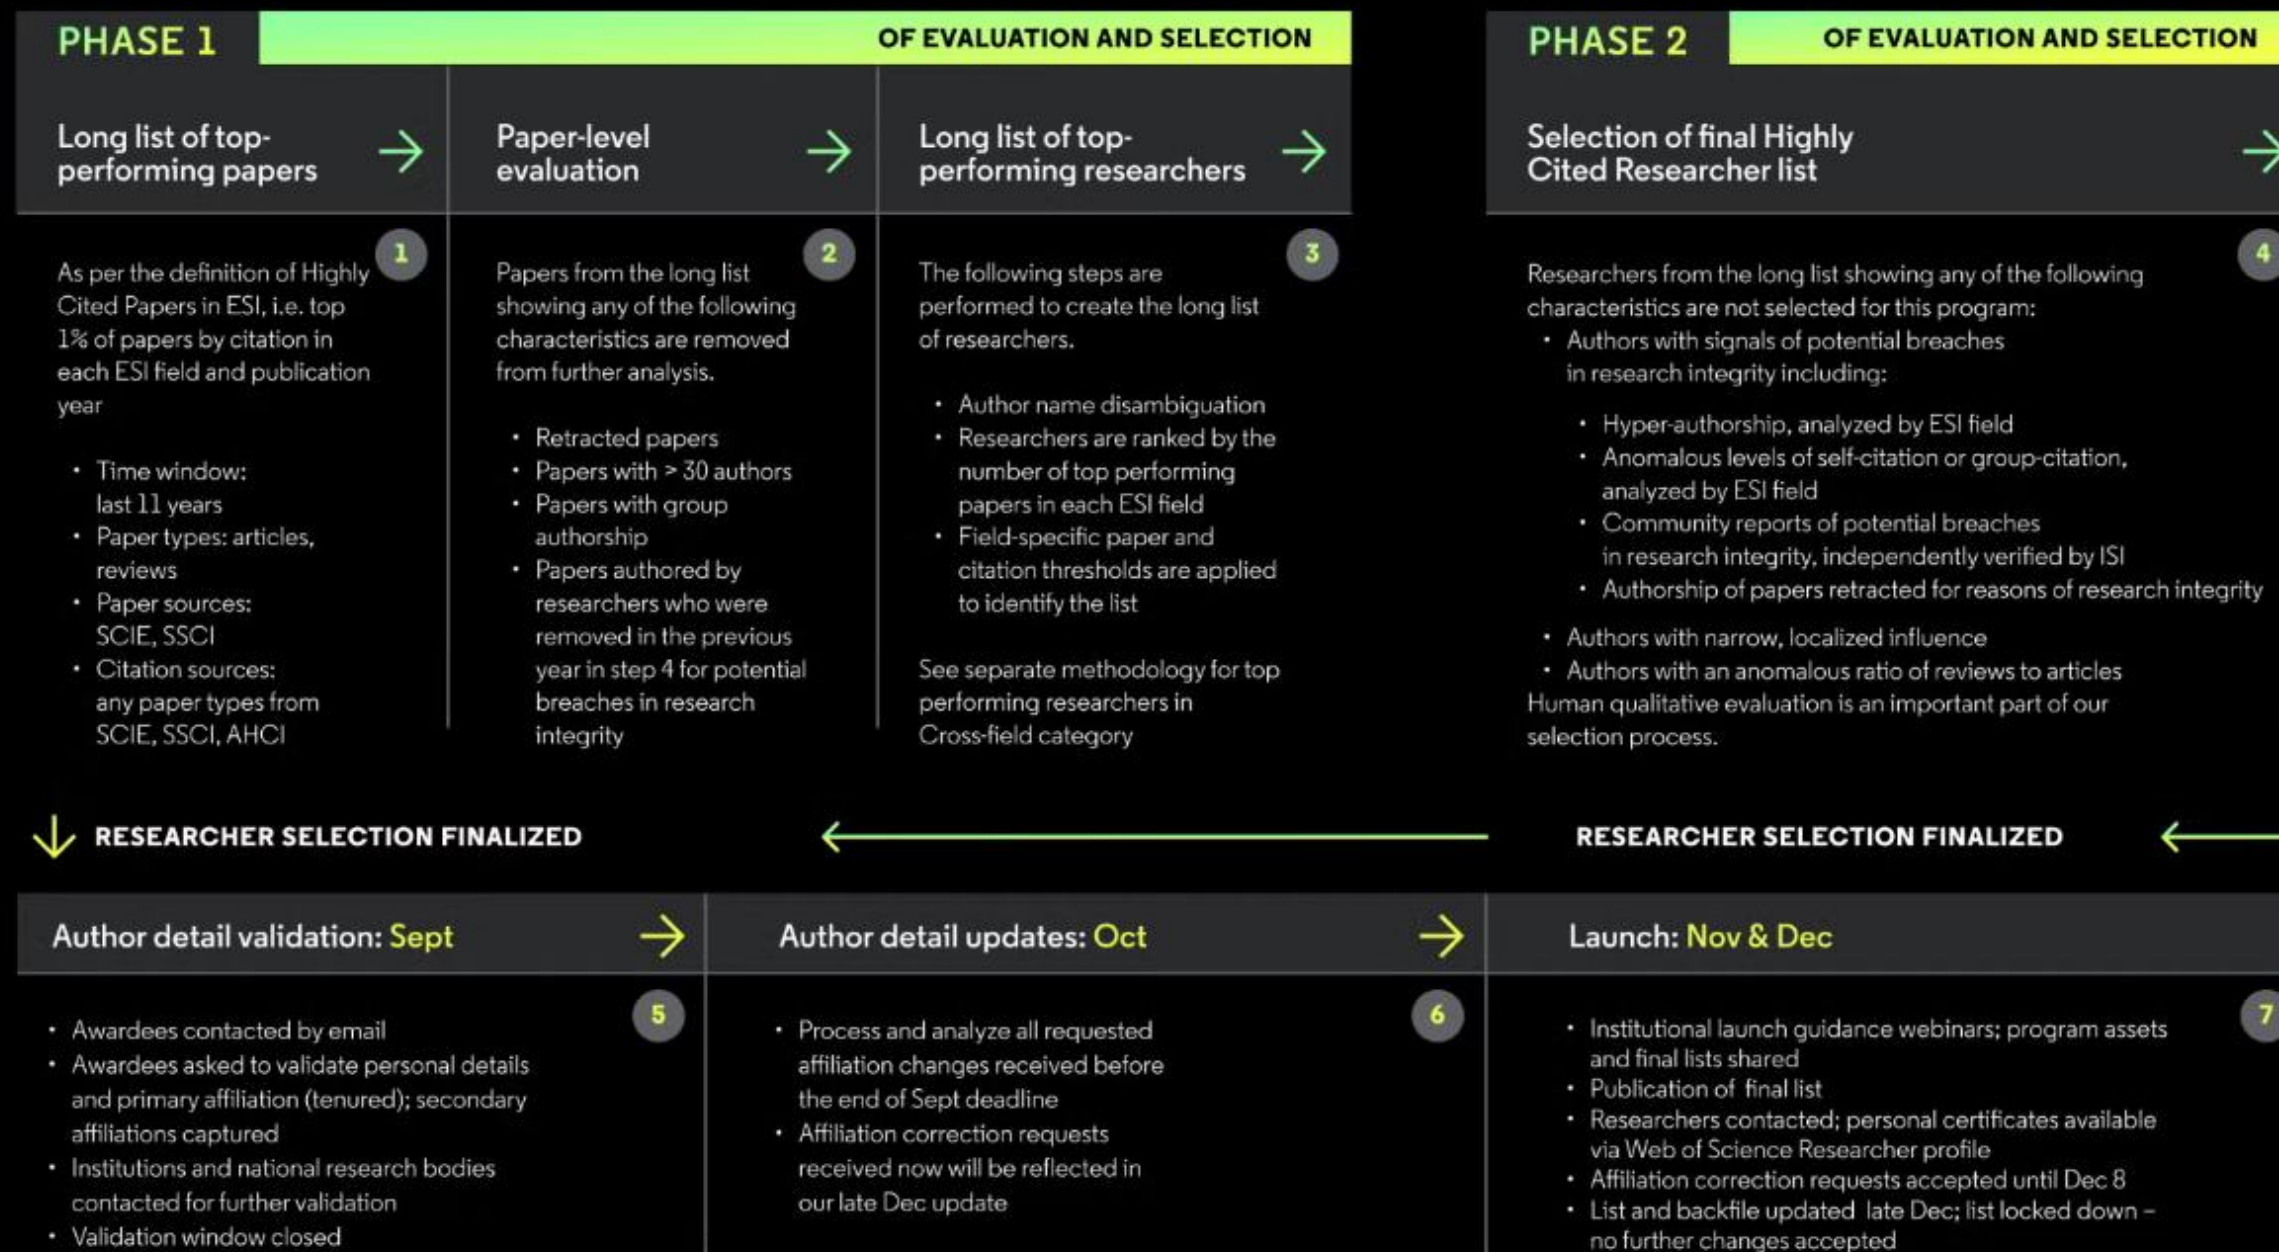 PHASE 1
OF EVALUATION AND SELECTION
Long list of top-
performing papers
1
As per the definition of Highly
Cited Papers in ESI, i.e. top
1% of papers by citation in
each ESI field and publication
year
• Time window:
last 11 years
• Paper types: articles,
reviews
• Paper sources:
SCIE, SSCI
• Citation sources:
any paper types from
SCIE, SSCI, AHCI
Paper-level
evaluation
2
Papers from the long list
showing any of the following
characteristics are removed
from further analysis.
• Retracted papers
• Papers with > 30 authors
• Papers with group
authorship
• Papers authored by
researchers who were
removed in the previous
year in step 4 for potential
breaches in research
integrity
Long list of top-
performing researchers
3
The following steps are
performed to create the long list
of researchers.
• Author name disambiguation
• Researchers are ranked by the
number of top performing
papers in each ESI field
• Field-specific paper and
citation thresholds are applied
to identify the list
See separate methodology for top
performing researchers in
Cross-field category
PHASE 2
OF EVALUATION AND SELECTION
Selection of final Highly
Cited Researcher list
4
Researchers from the long list showing any of the following
characteristics are not selected for this program:
• Authors with signals of potential breaches
in research integrity including:
• Hyper-authorship, analyzed by ESI field
• Anomalous levels of self-citation or group-citation,
analyzed by ESI field
• Community reports of potential breaches
in research integrity, independently verified by ISI
• Authorship of papers retracted for reasons of research integrity
• Authors with narrow, localized influence
• Authors with an anomalous ratio of reviews to articles
Human qualitative evaluation is an important part of our
selection process.
RESEARCHER SELECTION FINALIZED
RESEARCHER SELECTION FINALIZED
Author detail validation: Sept
5
• Awardees contacted by email
• Awardees asked to validate personal details
and primary affiliation (tenured); secondary
affiliations captured
• Institutions and national research bodies
contacted for further validation
• Validation window closed
Author detail updates: Oct
6
• Process and analyze all requested
affiliation changes received before
the end of Sept deadline
• Affiliation correction requests
received now will be reflected in
our late Dec update
Launch: Nov & Dec
7
• Institutional launch guidance webinars; program assets
and final lists shared
• Publication of final list
• Researchers contacted; personal certificates available
via Web of Science Researcher profile
• Affiliation correction requests accepted until Dec 8
• List and backfile updated late Dec; list locked down –
no further changes accepted